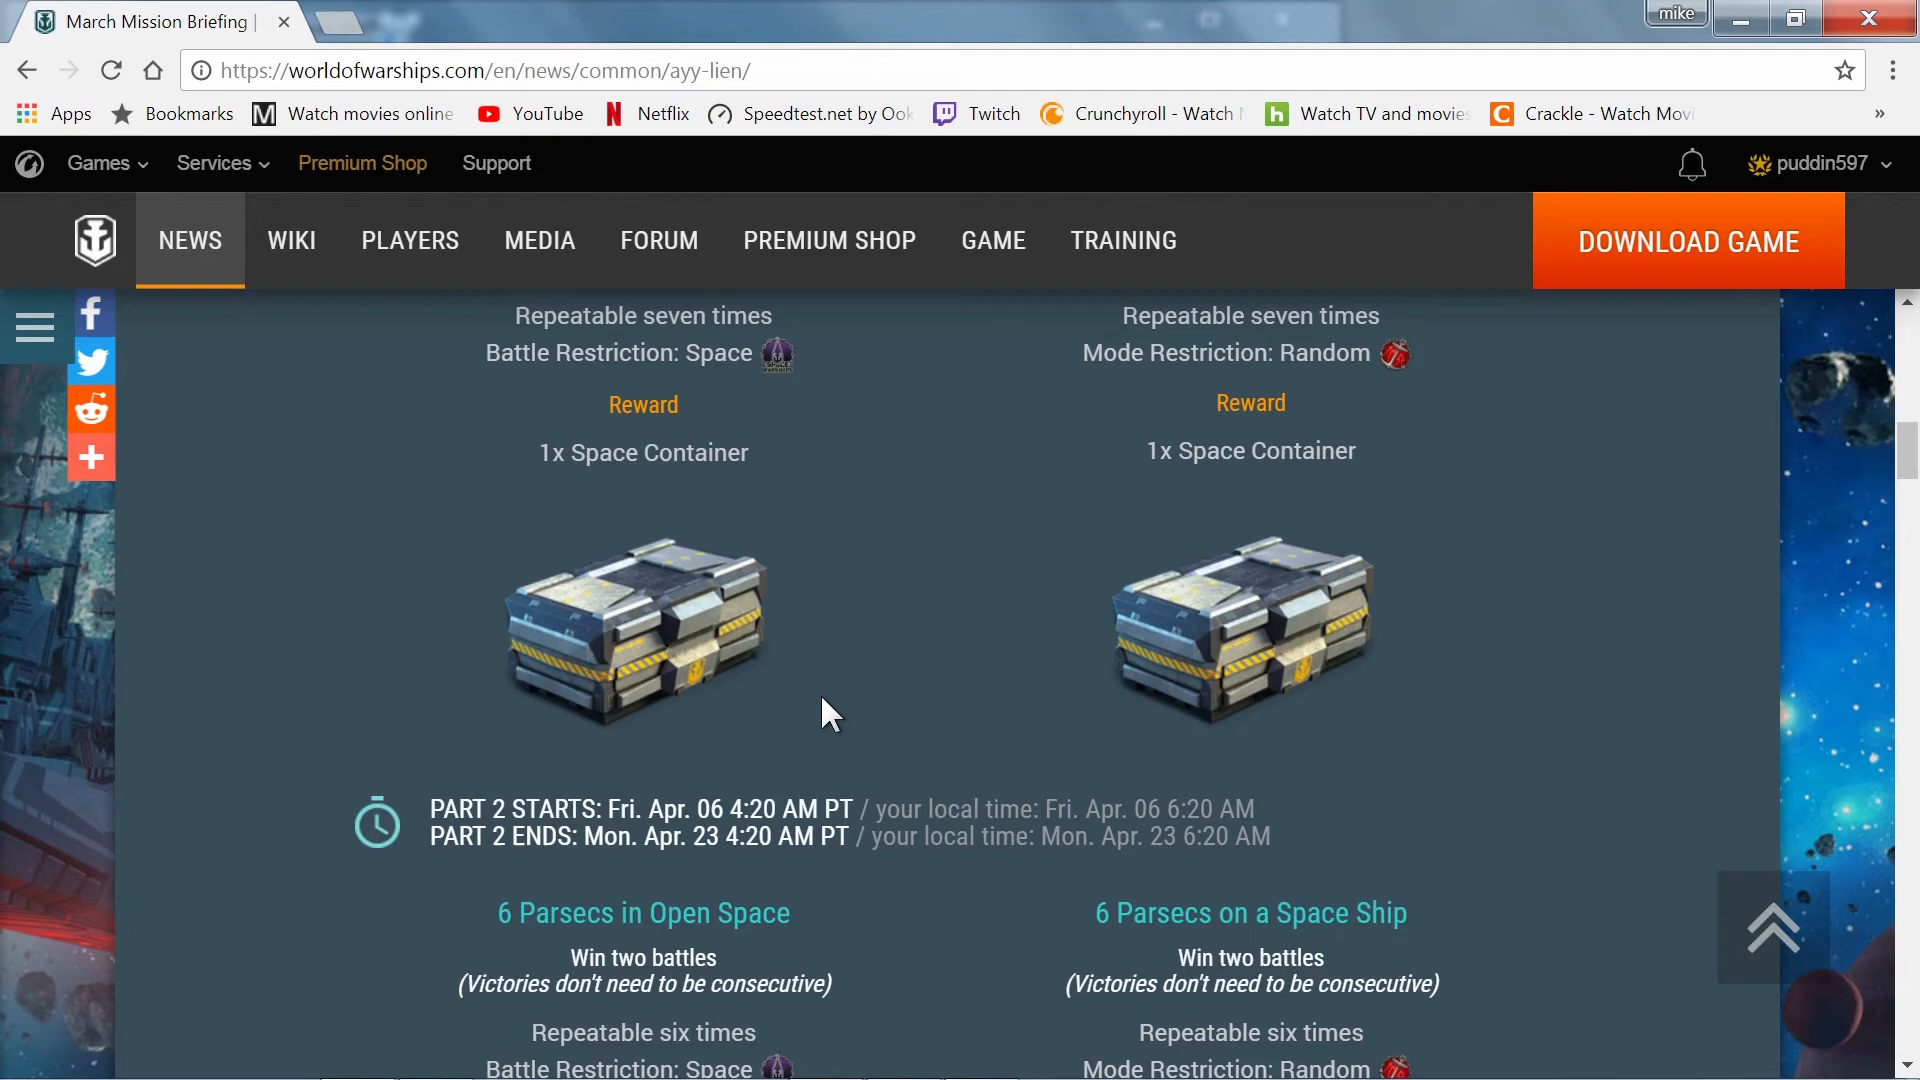 March Mission Briefing |
mike
https://worldofwarships.com/en/news/common/ayy-lien/
Apps Bookmarks Watch movies online YouTube Netflix Speedtest.net by Ook Twitch Crunchyroll - Watch Watch TV and movies Crackle - Watch Movi »
Games Services Premium Shop Support puddin597
NEWS WIKI PLAYERS MEDIA FORUM PREMIUM SHOP GAME TRAINING DOWNLOAD GAME
Repeatable seven times
Battle Restriction: Space
Reward
1x Space Container
Repeatable seven times
Mode Restriction: Random
Reward
1x Space Container
PART 2 STARTS: Fri. Apr. 06 4:20 AM PT / your local time: Fri. Apr. 06 6:20 AM
PART 2 ENDS: Mon. Apr. 23 4:20 AM PT / your local time: Mon. Apr. 23 6:20 AM
6 Parsecs in Open Space
Win two battles
(Victories don't need to be consecutive)
Repeatable six times
Battle Restriction: Space
6 Parsecs on a Space Ship
Win two battles
(Victories don't need to be consecutive)
Repeatable six times
Mode Restriction: Random